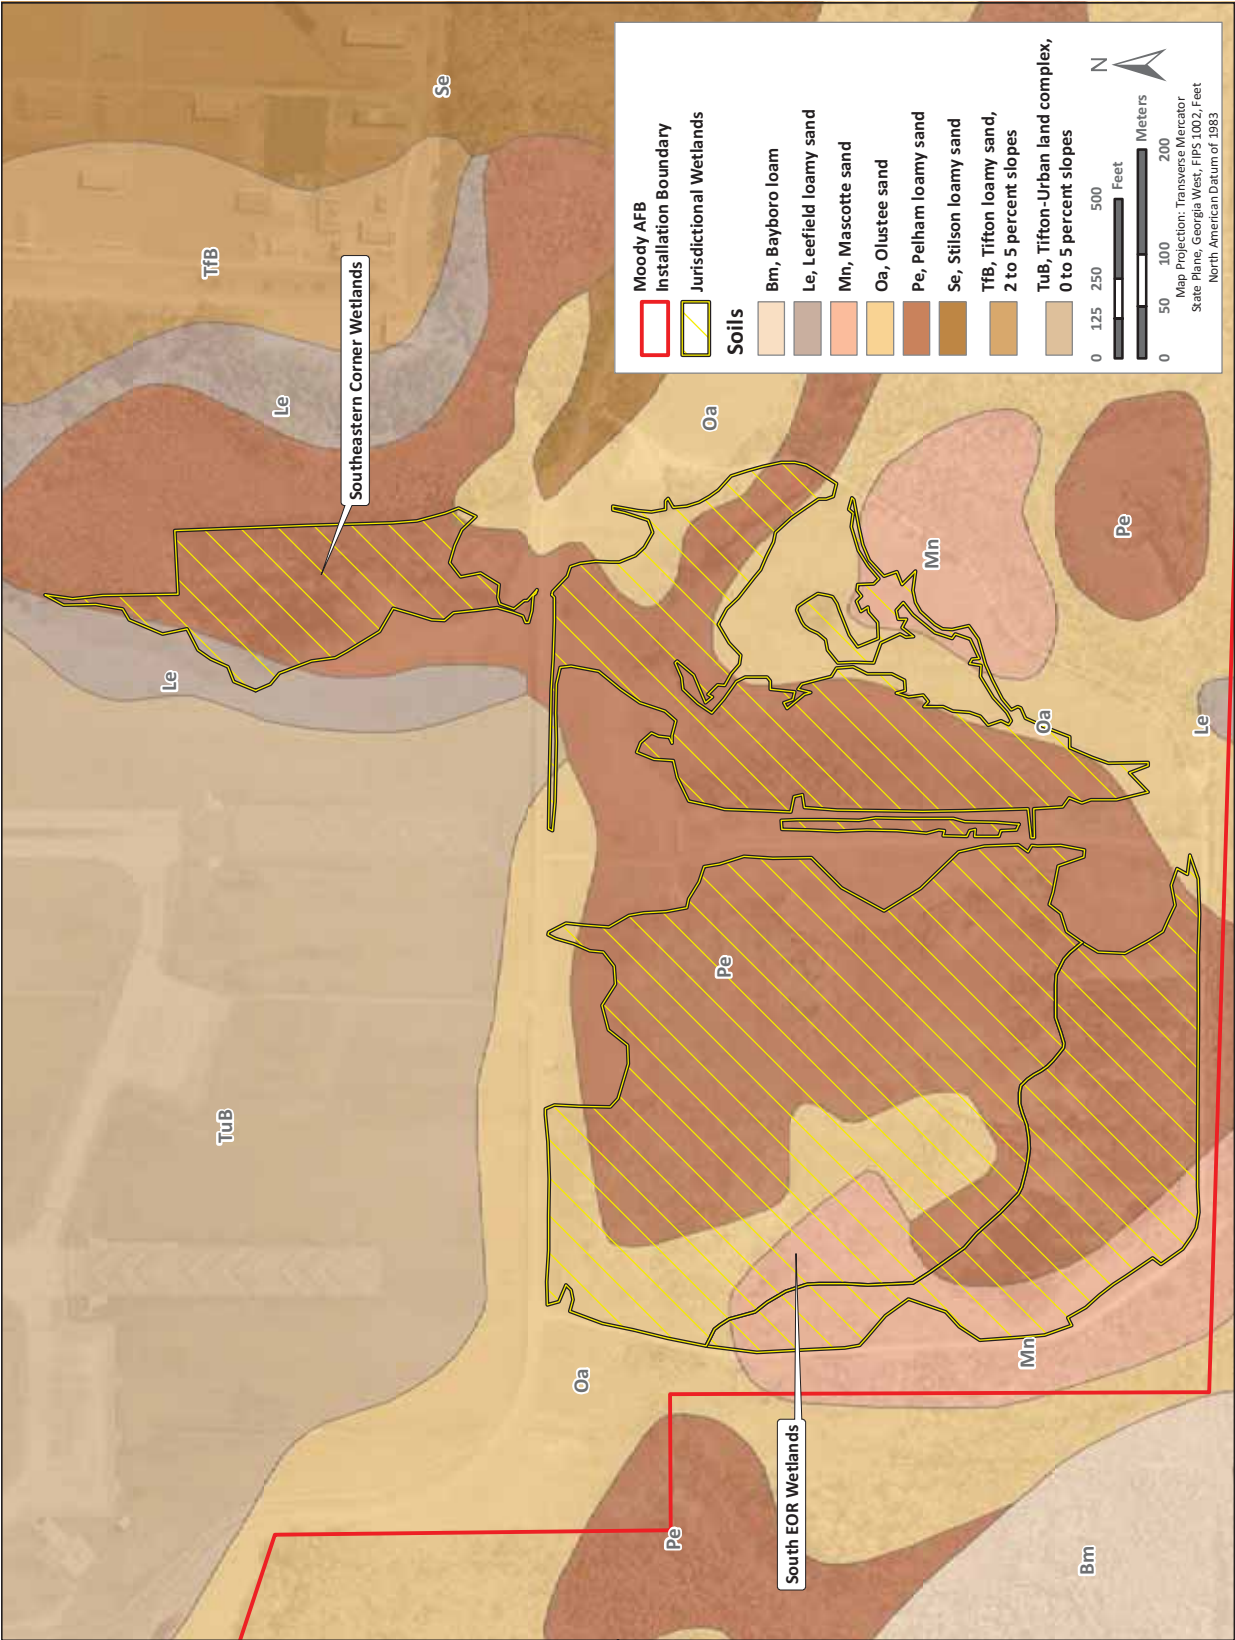 Se
TfB
Le
Southeastern Corner Wetlands
Le
Oa
Mn
Pe
Le
Oa
TuB
Pe
Oa
Mn
South EOR Wetlands
Pe
Bm
Moody AFB
Installation Boundary
Jurisdictional Wetlands
Soils
Bm, Bayboro loam
Le, Leefield loamy sand
Mn, Mascotte sand
Oa, Olustee sand
Pe, Pelham loamy sand
Se, Stilson loamy sand
TfB, Tifton loamy sand,
2 to 5 percent slopes
TuB, Tifton-Urban land complex,
0 to 5 percent slopes
N
0 125 250 500
Feet
Meters
0 50 100 200
Map Projection: Transverse Mercator
State Plane, Georgia West, FIPS 1002, Feet
North American Datum of 1983